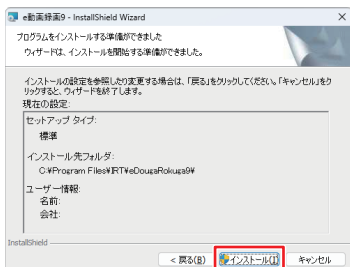 e動画録画9 - InstallShield Wizard
プログラムをインストールする準備ができました
ウィザードは、インストールを開始する準備ができました。
インストールの設定を参照したり変更する場合は、「戻る」をクリックしてください。「キャンセル」をク
リックすると、ウィザードを終了します。
現在の設定:
セットアップ タイプ:
標準
インストール先フォルダ:
C:¥Program Files¥IRT¥eDougaRokuga9¥
ユーザー情報:
名前:
会社:
InstallShield
< 戻る(B)
インストール(I)
キャンセル